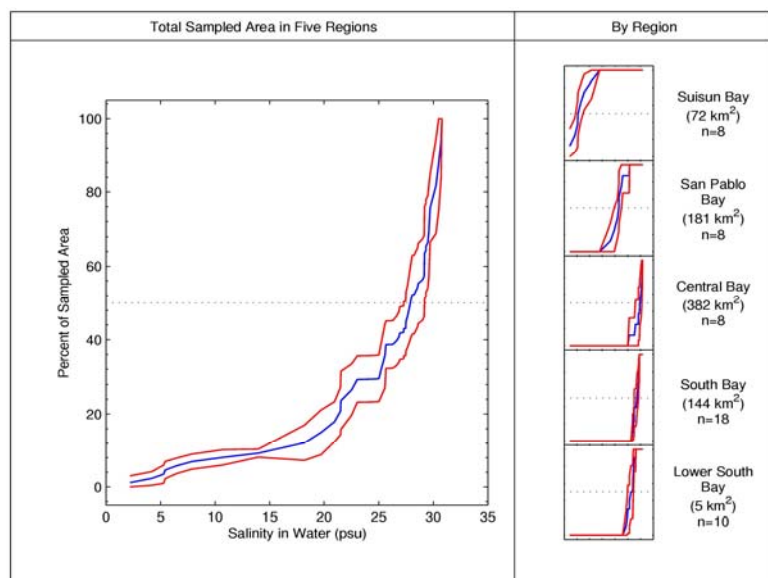 Total Sampled Area in Five Regions
By Region
100
80
60
40
20
0
Percent of Sampled Area
0 5 10 15 20 25 30 35
Salinity in Water (psu)
Suisun Bay
(72 km²)
n=8
San Pablo
Bay
(181 km²)
n=8
Central Bay
(382 km²)
n=8
South Bay
(144 km²)
n=18
Lower South
Bay
(5 km²)
n=10